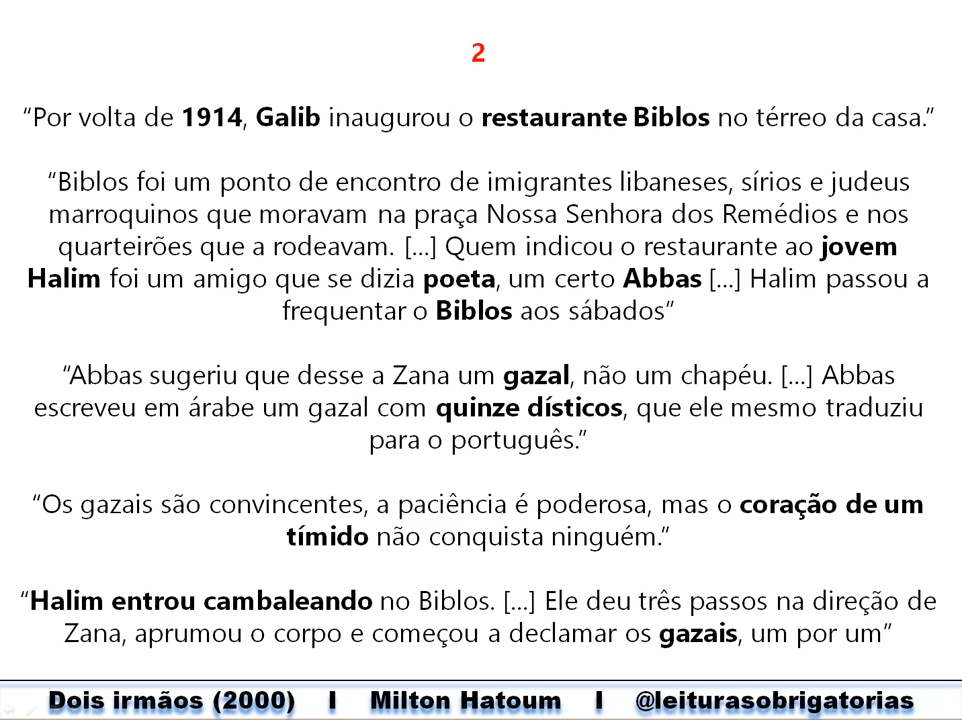 2
“Por volta de 1914, Galib inaugurou o restaurante Biblos no térreo da casa.”
“Biblos foi um ponto de encontro de imigrantes libaneses, sírios e judeus
marroquinos que moravam na praça Nossa Senhora dos Remédios e nos
quarteirões que a rodeavam. [...] Quem indicou o restaurante ao jovem
Halim foi um amigo que se dizia poeta, um certo Abbas [...] Halim passou a
frequentar o Biblos aos sábados”
“Abbas sugeriu que desse a Zana um gazal, não um chapéu. [...] Abbas
escreveu em árabe um gazal com quinze dísticos, que ele mesmo traduziu
para o português.”
“Os gazais são convincentes, a paciência é poderosa, mas o coração de um
tímido não conquista ninguém.”
“Halim entrou cambaleando no Biblos. [...] Ele deu três passos na direção de
Zana, aprumou o corpo e começou a declamar os gazais, um por um”
Dois irmãos (2000) I Milton Hatoum I @leiturasobrigatorias